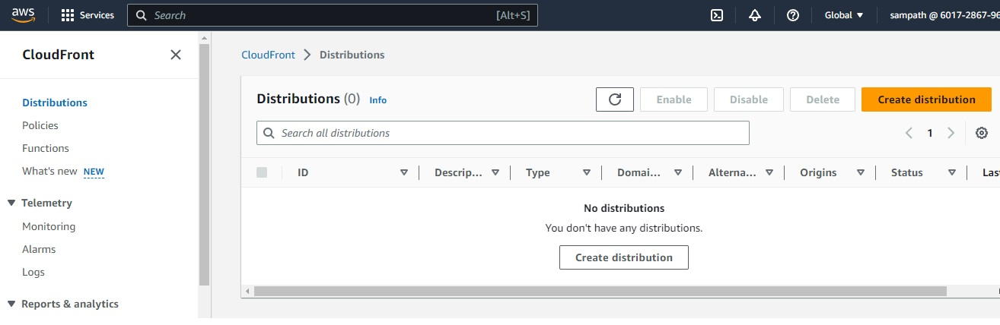 aws Services Search [Alt+S] Global sampath @ 6017-2867-96
CloudFront
CloudFront Distributions
Distributions
Policies
Functions
What's new NEW
Telemetry
Monitoring
Alarms
Logs
Reports & analytics
Distributions (0) Info Enable Disable Delete Create distribution
Search all distributions 1
ID Descrip... Type Domai... Alterna... Origins Status Las
No distributions
You don't have any distributions.
Create distribution